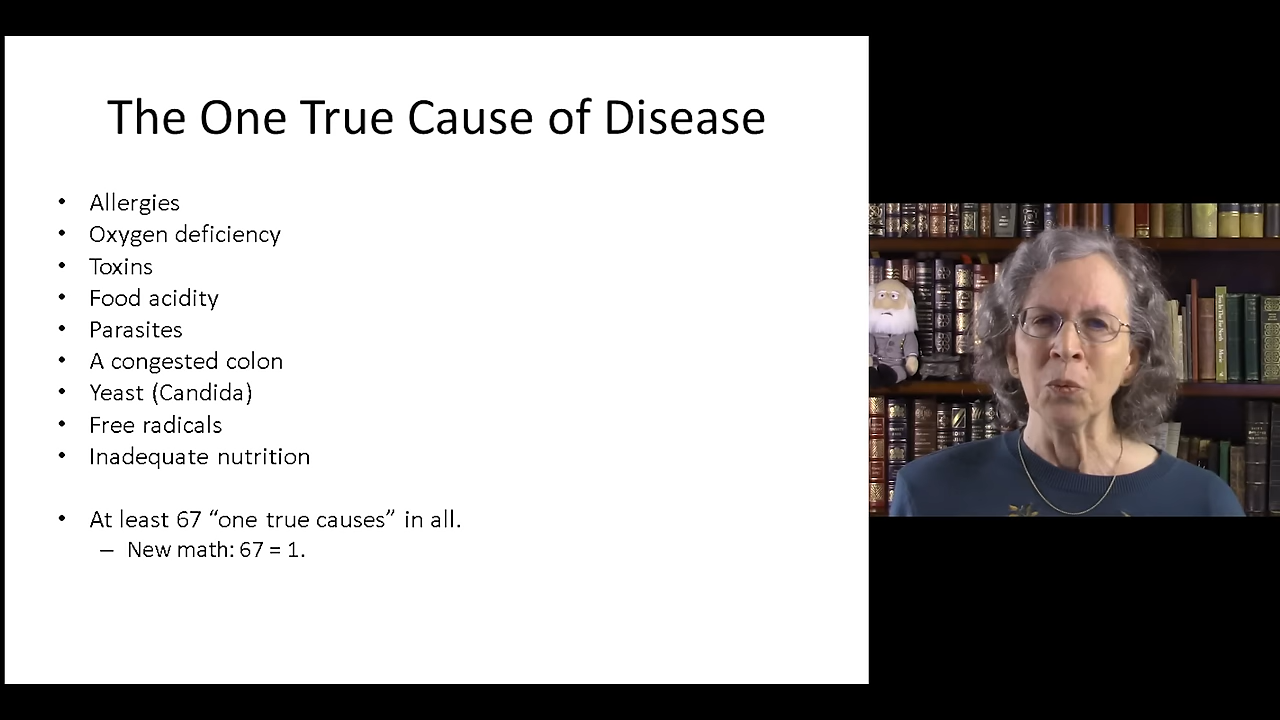 The One True Cause of Disease
• Allergies
• Oxygen deficiency
• Toxins
• Food acidity
• Parasites
• A congested colon
• Yeast (Candida)
• Free radicals
• Inadequate nutrition
• At least 67 “one true causes” in all.
– New math: 67 = 1.